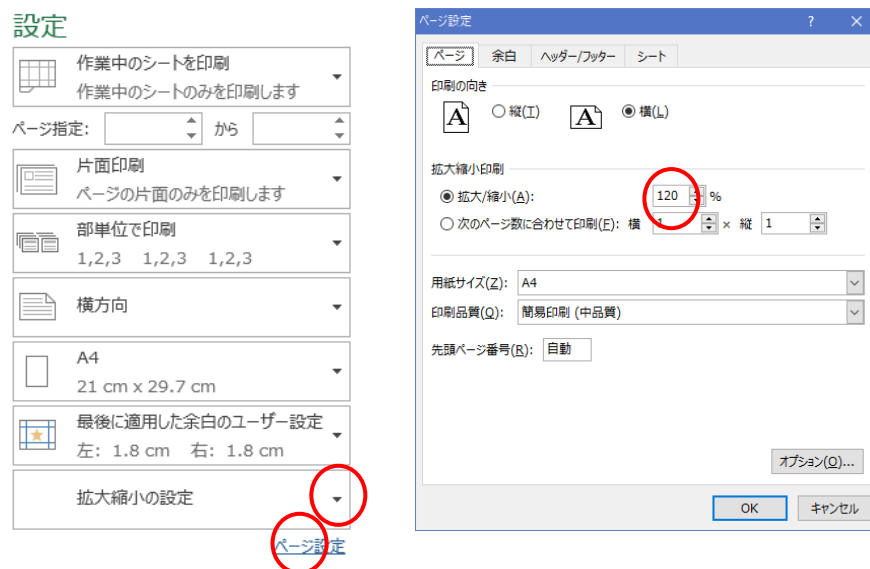 設定
作業中のシートを印刷
作業中のシートのみを印刷します
ページ指定: から
片面印刷
ページの片面のみを印刷します
部単位で印刷
1,2,3 1,2,3 1,2,3
横方向
A4
21 cm x 29.7 cm
最後に適用した余白のユーザー設定
左: 1.8 cm 右: 1.8 cm
拡大縮小の設定
ページ設定
ページ設定 ? ×
ページ 余白 ヘッダー/フッター シート
印刷の向き
A 縦(T) A 横(L)
拡大縮小印刷
拡大/縮小(A): 120 %
次のページ数に合わせて印刷(F): 横 1 × 縦 1
用紙サイズ(Z): A4
印刷品質(Q): 簡易印刷 (中品質)
先頭ページ番号(R): 自動
オプション(O)...
OK キャンセル